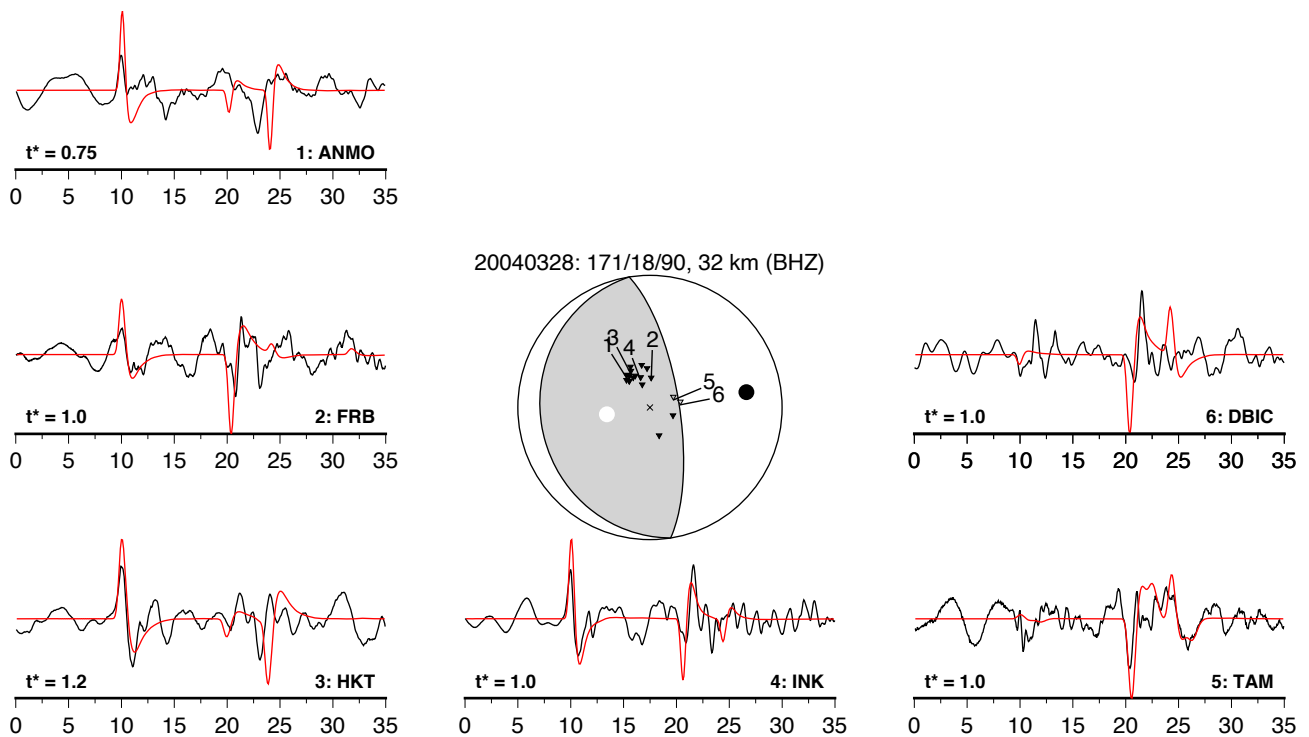 t* = 0.75
1: ANMO
0 5 10 15 20 25 30 35
20040328: 171/18/90, 32 km (BHZ)
1 3 4 2
5
6
t* = 1.0
2: FRB
0 5 10 15 20 25 30 35
t* = 1.0
6: DBIC
0 5 10 15 20 25 30 35
t* = 1.2
3: HKT
0 5 10 15 20 25 30 35
t* = 1.0
4: INK
0 5 10 15 20 25 30 35
t* = 1.0
5: TAM
0 5 10 15 20 25 30 35